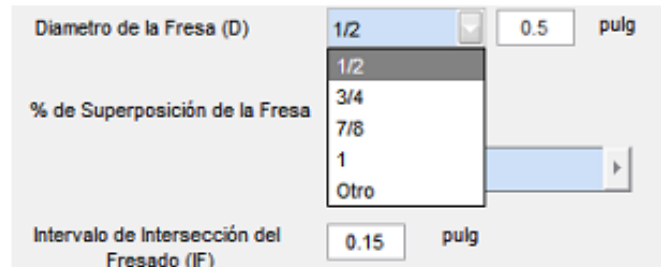 Diametro de la Fresa (D) 1/2 0.5 pulg
1/2
3/4
% de Superposición de la Fresa
7/8
1
Otro
Intervalo de Intersección del
Fresado (IF) 0.15 pulg